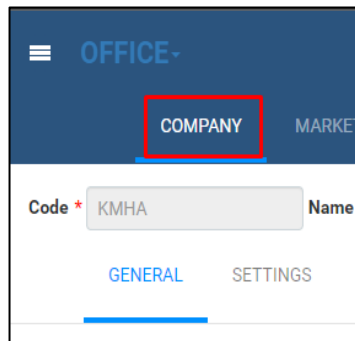 OFFICE
COMPANY MARKET
Code * KMHA Name
GENERAL SETTINGS